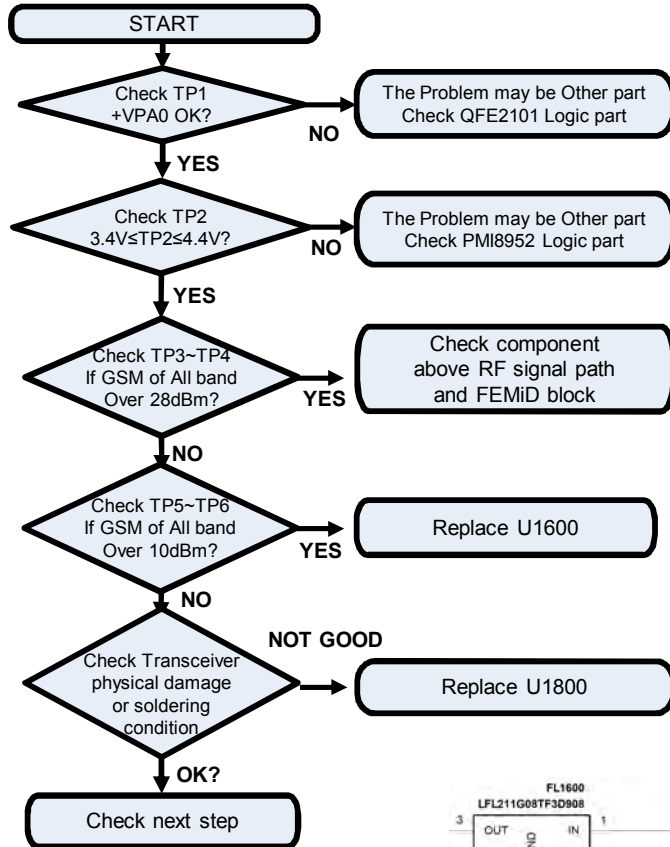 START
Check TP1
+VPA0 OK?
NO
The Problem may be Other part
Check QFE2101 Logic part
YES
Check TP2
3.4V≤TP2≤4.4V?
NO
The Problem may be Other part
Check PMI8952 Logic part
YES
Check TP3~TP4
If GSM of All band
Over 28dBm?
YES
Check component
above RF signal path
and FEMiD block
NO
Check TP5~TP6
If GSM of All band
Over 10dBm?
YES
Replace U1600
NO
Check Transceiver
physical damage
or soldering
condition
NOT GOOD
Replace U1800
OK?
Check next step
FL1600
LFL211G08TF3D908
3
OUT
IN
1